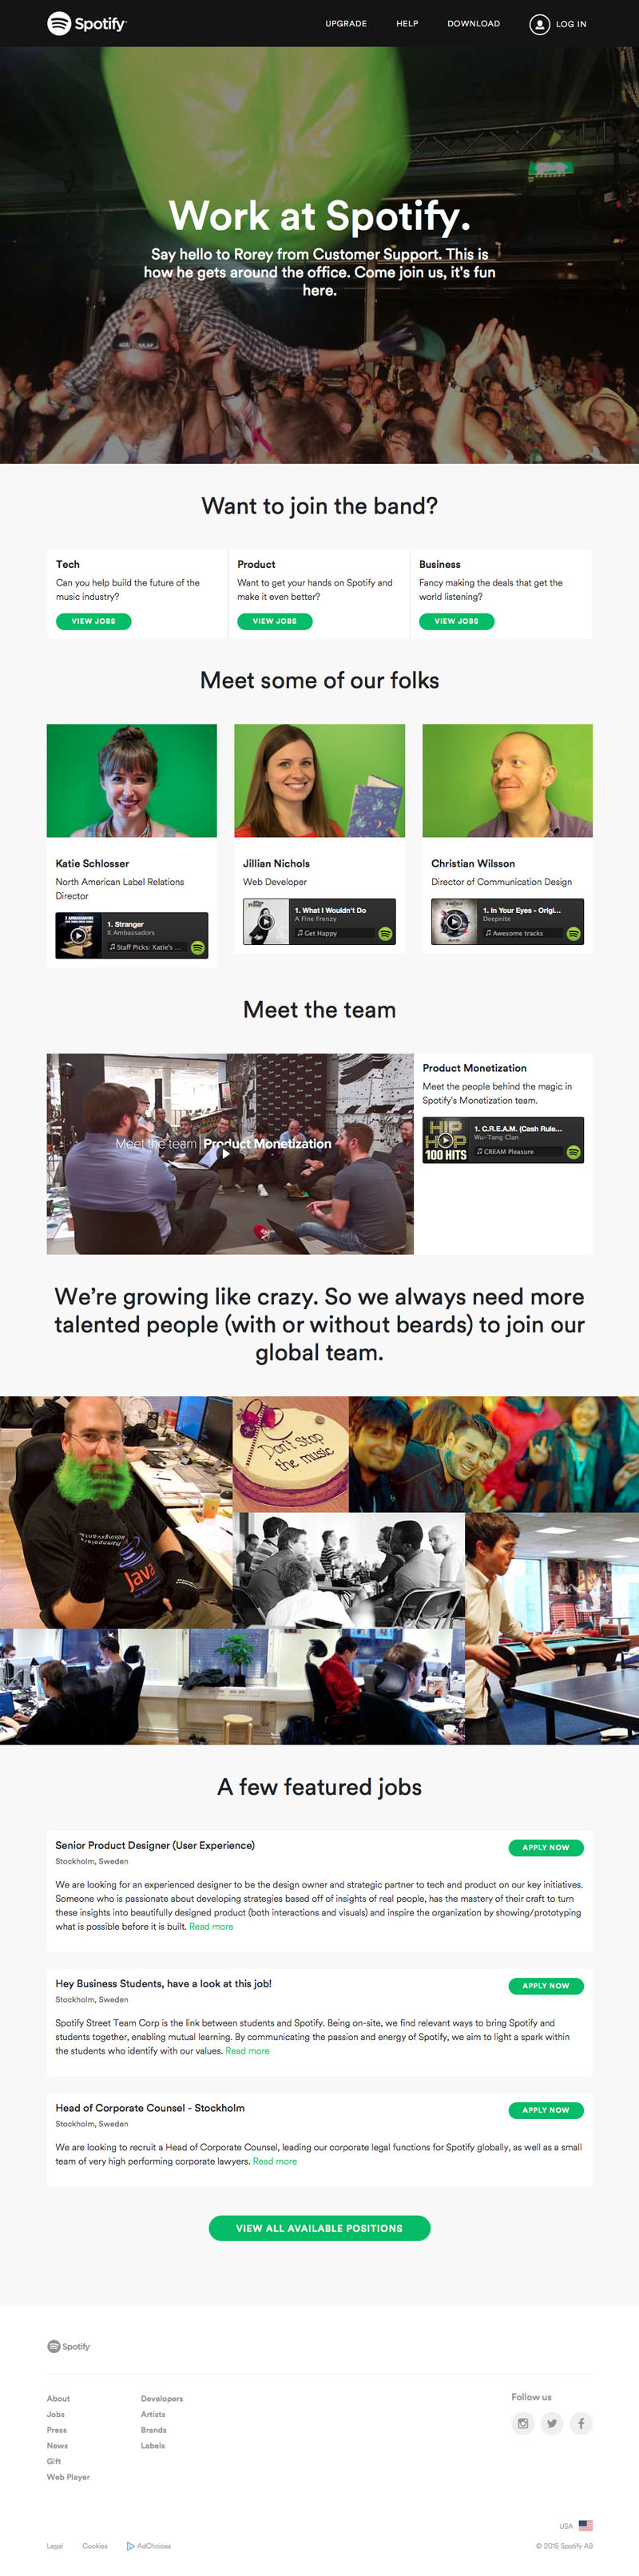 Spotify
UPGRADE
HELP
DOWNLOAD
LOG IN
Work at Spotify.
Say hello to Rorey from Customer Support. This is
how he gets around the office. Come join us, it's fun
here.
Want to join the band?
Tech
Can you help build the future of the
music industry?
VIEW JOBS
Product
Want to get your hands on Spotify and
make it even better?
VIEW JOBS
Business
Fancy making the deals that get the
world listening?
VIEW JOBS
Meet some of our folks
Katie Schlosser
North American Label Relations
Director
X AMBASSADORS
1. Stranger
X Ambassadors
Staff Picks: Katie's ...
Jillian Nichols
Web Developer
1. What I Wouldn't Do
A Fine Frenzy
Get Happy
Christian Wilsson
Director of Communication Design
1. In Your Eyes - Origi...
Deepnite
Awesome tracks
Meet the team
Meet the team | Product Monetization
Product Monetization
Meet the people behind the magic in
Spotify's Monetization team.
HIP
HOP
100 HITS
1. C.R.E.A.M. (Cash Rule...
Wu-Tang Clan
CREAM Pleasure
We're growing like crazy. So we always need more
talented people (with or without beards) to join our
global team.
Don't Stop
the music
Java
A few featured jobs
Senior Product Designer (User Experience)
APPLY NOW
Stockholm, Sweden
We are looking for an experienced designer to be the design owner and strategic partner to tech and product on our key initiatives.
Someone who is passionate about developing strategies based off of insights of real people, has the mastery of their craft to turn
these insights into beautifully designed product (both interactions and visuals) and inspire the organization by showing/prototyping
what is possible before it is built. Read more
Hey Business Students, have a look at this job!
APPLY NOW
Stockholm, Sweden
Spotify Street Team Corp is the link between students and Spotify. Being on-site, we find relevant ways to bring Spotify and
students together, enabling mutual learning. By communicating the passion and energy of Spotify, we aim to light a spark within
the students who identify with our values. Read more
Head of Corporate Counsel - Stockholm
APPLY NOW
Stockholm, Sweden
We are looking to recruit a Head of Corporate Counsel, leading our corporate legal functions for Spotify globally, as well as a small
team of very high performing corporate lawyers. Read more
VIEW ALL AVAILABLE POSITIONS
Spotify
About
Jobs
Press
News
Gift
Web Player
Developers
Artists
Brands
Labels
Follow us
USA
Legal
Cookies
AdChoices
© 2015 Spotify AB